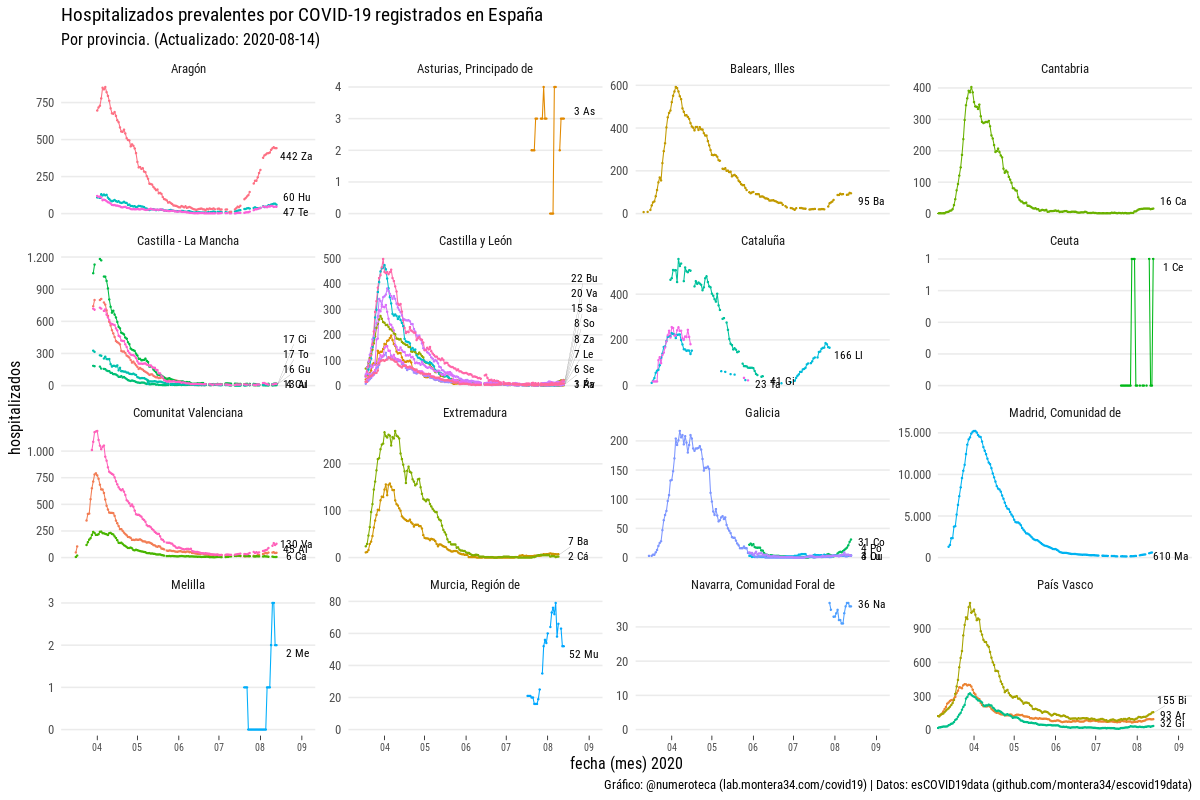 Hospitalizados prevalentes por COVID-19 registrados en España
Por provincia. (Actualizado: 2020-08-14)
Aragón
Asturias, Principado de
Balears, Illes
Cantabria
750
500
250
0
442 Za
60 Hu
47 Te
4
3
2
1
0
3 As
600
400
200
0
95 Ba
400
300
200
100
0
16 Ca
Castilla - La Mancha
Castilla y León
Cataluña
Ceuta
1.200
900
600
300
0
17 Ci
17 To
16 Gu
500
400
300
200
100
0
22 Bu
20 Va
15 Sa
8 So
8 Za
7 Le
6 Se
400
200
0
166 Ll
41 Gi
23 Ta
1
1
0
0
0
1 Ce
Comunitat Valenciana
Extremadura
Galicia
Madrid, Comunidad de
1.000
750
500
250
0
130 Va
45 Al
6 Ca
200
100
0
7 Ba
2 Cá
200
150
100
50
0
31 Co
4 Po
15.000
10.000
5.000
0
610 Ma
Melilla
Murcia, Región de
Navarra, Comunidad Foral de
País Vasco
3
2
1
0
2 Me
80
60
40
20
0
52 Mu
30
20
10
0
36 Na
900
600
300
0
155 Bi
93 Ar
32 Gi
04 05 06 07 08 09
04 05 06 07 08 09
04 05 06 07 08 09
04 05 06 07 08 09
hospitalizados
fecha (mes) 2020
Gráfico: @numeroteca (lab.montera34.com/covid19) | Datos: esCOVID19data (github.com/montera34/escovid19data)